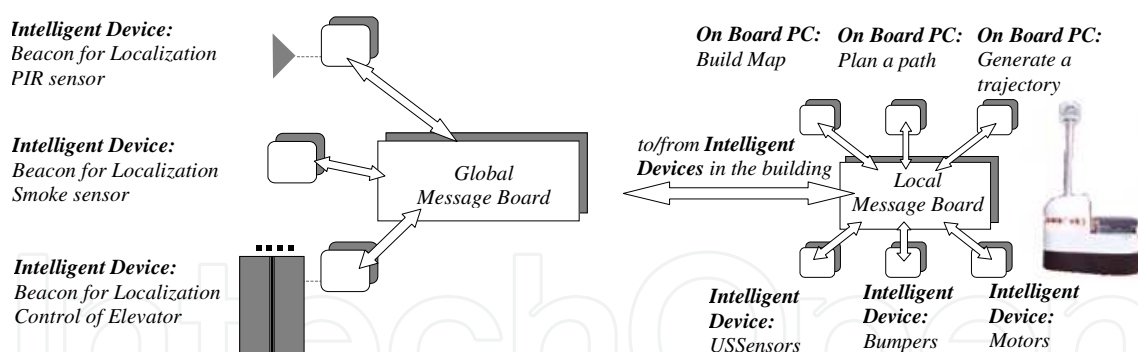 Intelligent Device:
Beacon for Localization
PIR sensor
Intelligent Device:
Beacon for Localization
Smoke sensor
Intelligent Device:
Beacon for Localization
Control of Elevator
Global
Message Board
to/from Intelligent
Devices in the building
On Board PC:
Build Map
On Board PC:
Plan a path
On Board PC:
Generate a
trajectory
Local
Message Board
Intelligent
Device:
USSensors
Intelligent
Device:
Bumpers
Intelligent
Device:
Motors